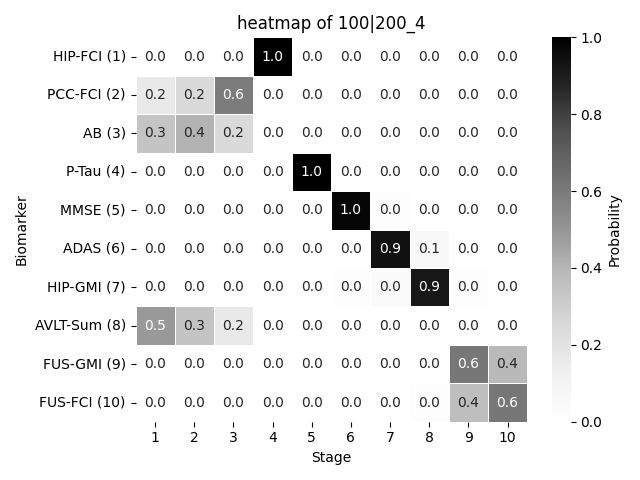 heatmap of 100|200_4
HIP-FCI (1) 0.0 0.0 0.0 1.0 0.0 0.0 0.0 0.0 0.0 0.0
PCC-FCI (2) 0.2 0.2 0.6 0.0 0.0 0.0 0.0 0.0 0.0 0.0
AB (3) 0.3 0.4 0.2 0.0 0.0 0.0 0.0 0.0 0.0 0.0
P-Tau (4) 0.0 0.0 0.0 0.0 1.0 0.0 0.0 0.0 0.0 0.0
MMSE (5) 0.0 0.0 0.0 0.0 0.0 1.0 0.0 0.0 0.0 0.0
ADAS (6) 0.0 0.0 0.0 0.0 0.0 0.0 0.9 0.1 0.0 0.0
HIP-GMI (7) 0.0 0.0 0.0 0.0 0.0 0.0 0.0 0.9 0.0 0.0
AVLT-Sum (8) 0.5 0.3 0.2 0.0 0.0 0.0 0.0 0.0 0.0 0.0
FUS-GMI (9) 0.0 0.0 0.0 0.0 0.0 0.0 0.0 0.0 0.6 0.4
FUS-FCI (10) 0.0 0.0 0.0 0.0 0.0 0.0 0.0 0.0 0.4 0.6
1 2 3 4 5 6 7 8 9 10
Stage
Biomarker
1.0
0.8
0.6
0.4
0.2
0.0
Probability